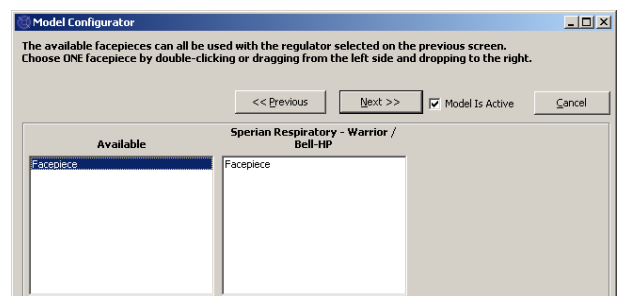 Model Configurator
The available facepieces can all be used with the regulator selected on the previous screen.
Choose ONE facepiece by double-clicking or dragging from the left side and dropping to the right.
<< Previous Next >> Model Is Active Cancel
Available
Sperian Respiratory - Warrior /
Bell-HP
Facepiece
Facepiece